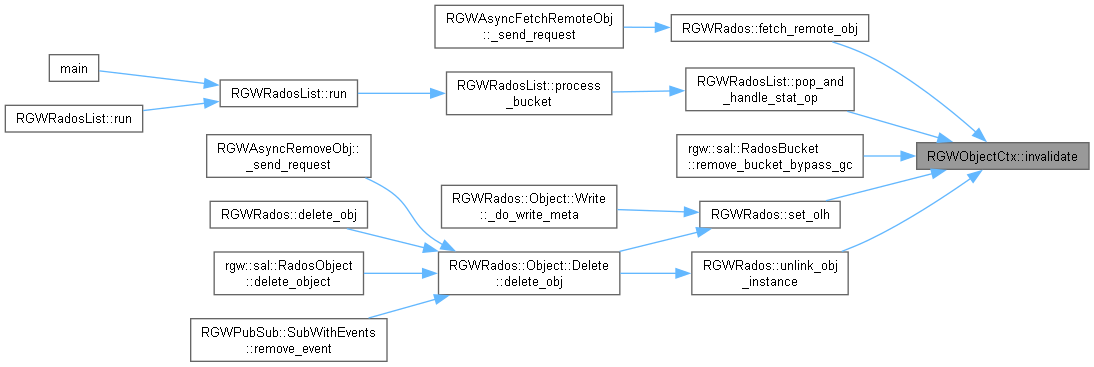 RGWAsyncFetchRemoteObj
::_send_request
RGWRados::fetch_remote_obj
main
RGWRadosList::run
RGWRadosList::process
_bucket
RGWRadosList::pop_and
_handle_stat_op
RGWRadosList::run
RGWAsyncRemoveObj::
_send_request
rgw::sal::RadosBucket
::remove_bucket_bypass_gc
RGWObjectCtx::invalidate
RGWRados::Object::Write
::_do_write_meta
RGWRados::set_olh
RGWRados::delete_obj
rgw::sal::RadosObject
::delete_object
RGWRados::Object::Delete
::delete_obj
RGWRados::unlink_obj
_instance
RGWPubSub::SubWithEvents
::remove_event